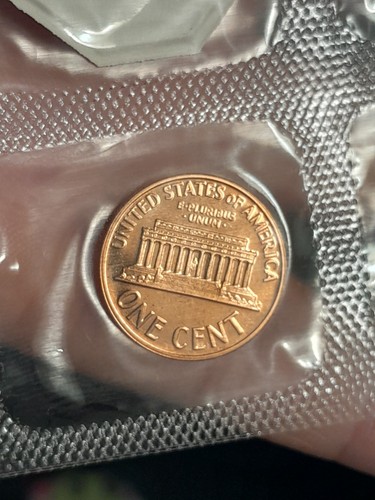 UNITED STATES OF AMERICA
E·PLURIBUS
·UNUM·
ONE CENT